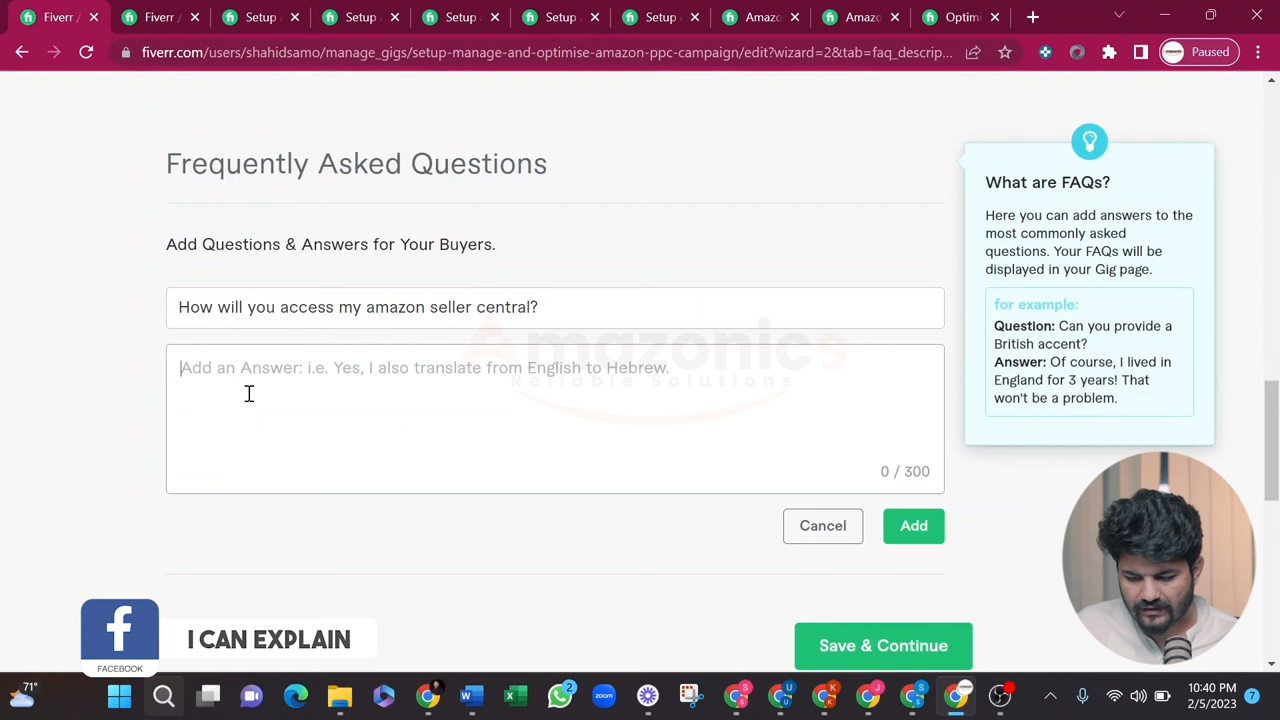 Fiverr /
Fiverr /
Setup
Setup
Setup
Setup
Setup
Amazo
Amazo
Optimi
fiverr.com/users/shahidsamo/manage_gigs/setup-manage-and-optimise-amazon-ppc-campaign/edit?wizard=2&tab=faq_descrip...
Paused
Frequently Asked Questions
Add Questions & Answers for Your Buyers.
How will you access my amazon seller central?
Add an Answer: i.e. Yes, I also translate from English to Hebrew.
Amazonics
Reliable Solutions
0 / 300
Cancel
Add
Save & Continue
What are FAQs?
Here you can add answers to the
most commonly asked
questions. Your FAQs will be
displayed in your Gig page.
for example:
Question: Can you provide a
British accent?
Answer: Of course, I lived in
England for 3 years! That
won't be a problem.
FACEBOOK
I CAN EXPLAIN
71°
2
zoom
10:40 PM
2/5/2023
7